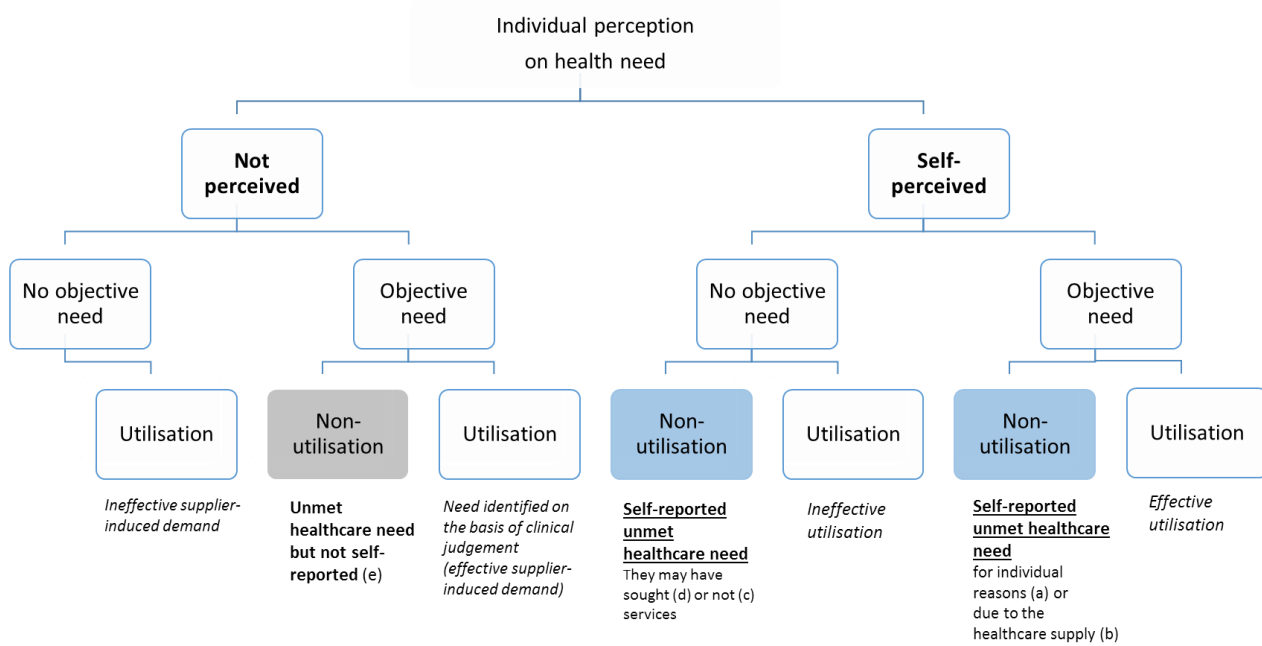 Individual perception
on health need
Not
perceived
Self-
perceived
No objective
need
Objective
need
No objective
need
Objective
need
Utilisation
Non-
utilisation
Utilisation
Non-
utilisation
Utilisation
Non-
utilisation
Utilisation
Ineffective supplier-
induced demand
Unmet
healthcare need
but not self-
reported (e)
Need identified on
the basis of clinical
judgement
(effective supplier-
induced demand)
Self-reported
unmet
healthcare need
They may have
sought (d) or not (c)
services
Ineffective
utilisation
Self-reported
unmet healthcare
need
for individual
reasons (a) or
due to the
healthcare supply (b)
Effective
utilisation